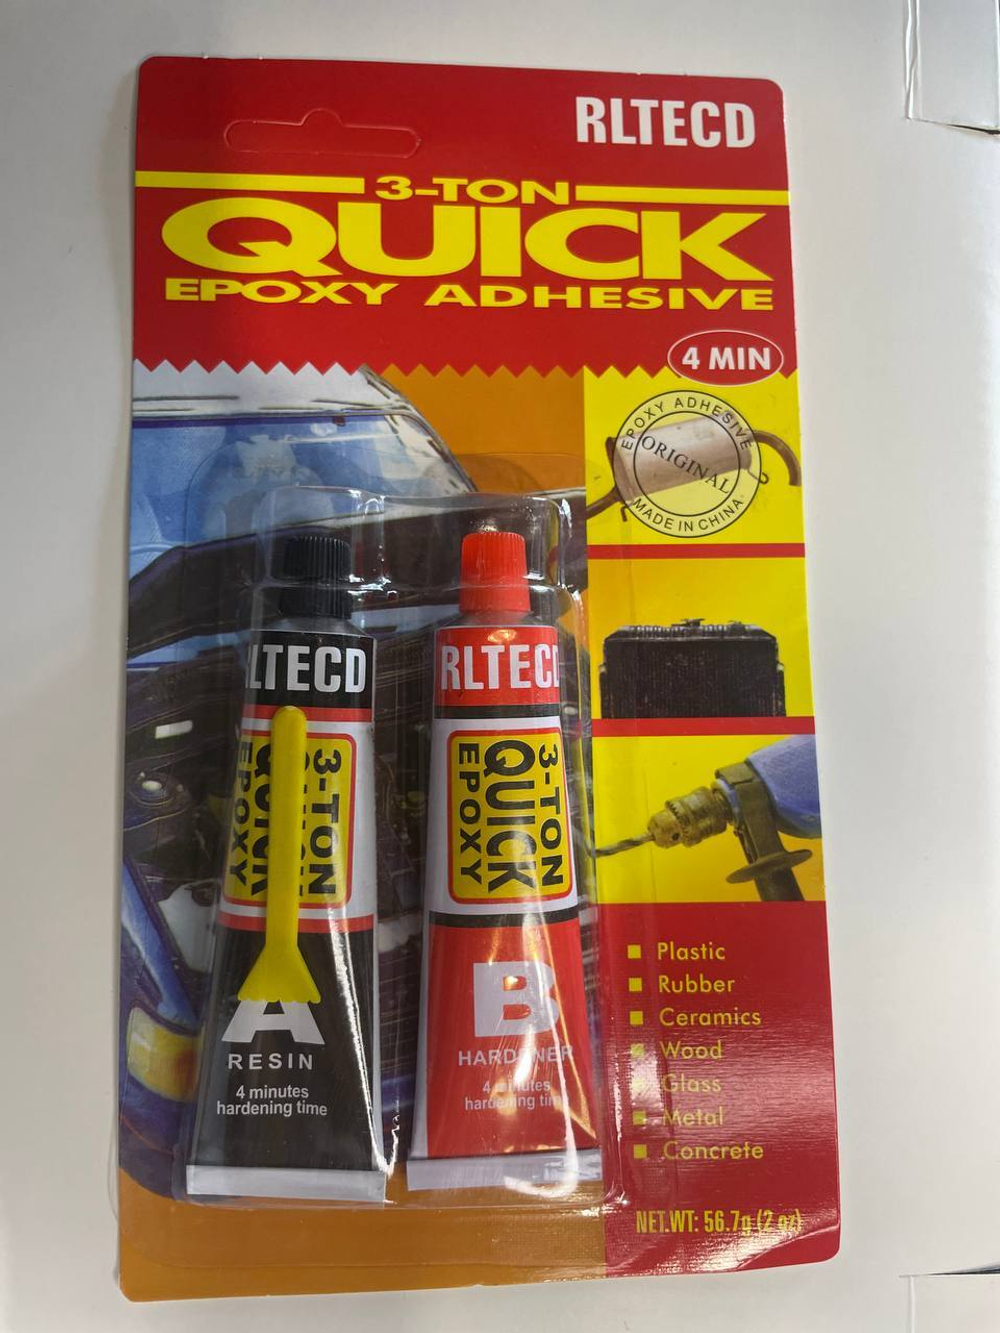 RLTECD
3-TON
QUICK
EPOXY ADHESIVE
4 MIN
EPOXY ADHESIVE
ORIGINAL
MADE IN CHINA
LTECD
3-TON
QUICK
EPOXY
A
RESIN
4 minutes
hardening time
RLTECD
3-TON
QUICK
EPOXY
B
HARDENER
4 minutes
hardening time
Plastic
Rubber
Ceramics
Wood
Glass
Metal
Concrete
NET.WT: 56.7g (2 oz)